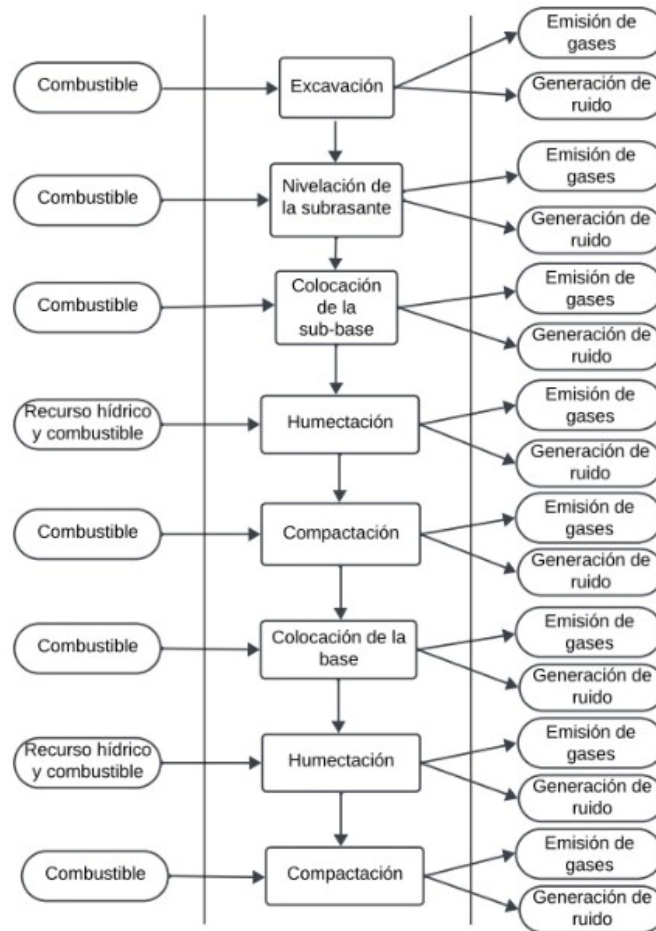 Emisión de
gases
Combustible
Excavación
Generación de
ruido
Emisión de
gases
Combustible
Nivelación de
la subrasante
Generación de
ruido
Emisión de
gases
Combustible
Colocación
de la
sub-base
Generación de
ruido
Emisión de
gases
Recurso hídrico
y combustible
Humectación
Generación de
ruido
Emisión de
gases
Combustible
Compactación
Generación de
ruido
Emisión de
gases
Combustible
Colocación de la
base
Generación de
ruido
Emisión de
gases
Recurso hídrico
y combustible
Humectación
Generación de
ruido
Emisión de
gases
Combustible
Compactación
Generación de
ruido